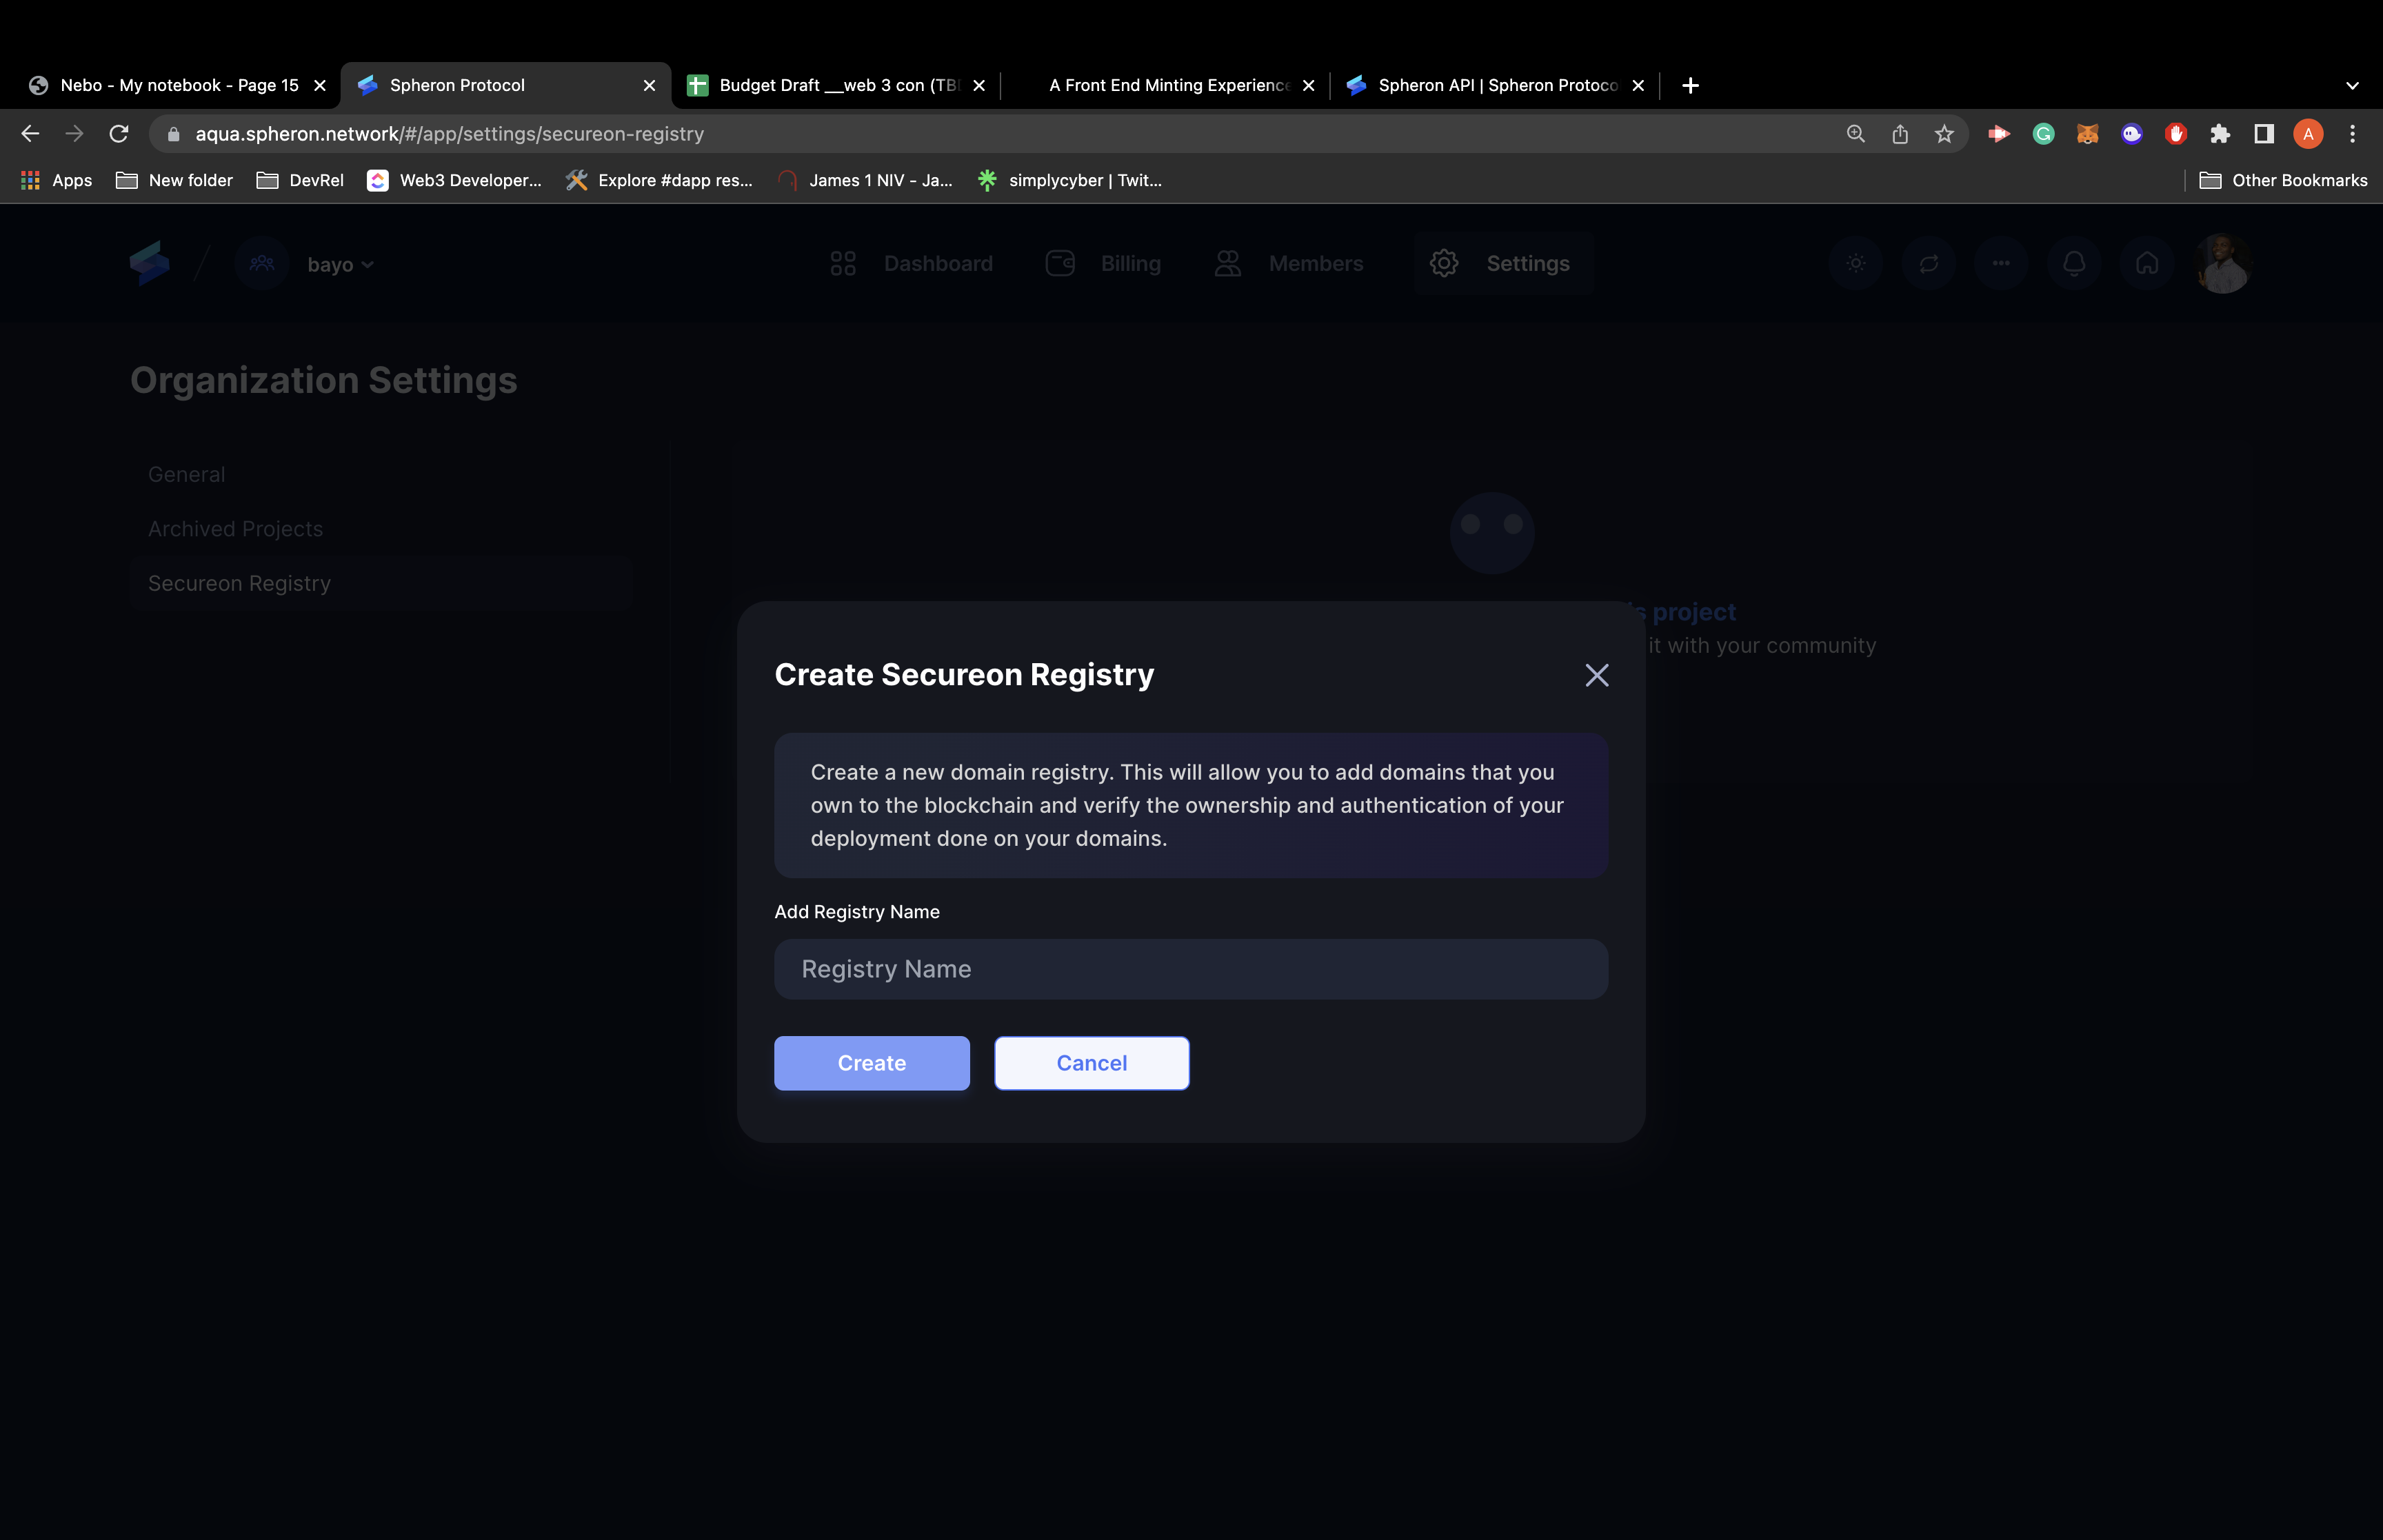 Nebo - My notebook - Page 15
Spheron Protocol
Budget Draft __web 3 con (TB
A Front End Minting Experience
Spheron API | Spheron Protoco
aqua.spheron.network/#/app/settings/secureon-registry
A
Apps
New folder
DevRel
Web3 Developer...
Explore #dapp res...
James 1 NIV - Ja...
simplycyber | Twit...
Other Bookmarks
bayo
Dashboard
Billing
Members
Settings
Organization Settings
General
Archived Projects
Secureon Registry
s project
it with your community
Create Secureon Registry
Create a new domain registry. This will allow you to add domains that you
own to the blockchain and verify the ownership and authentication of your
deployment done on your domains.
Add Registry Name
Registry Name
Create
Cancel